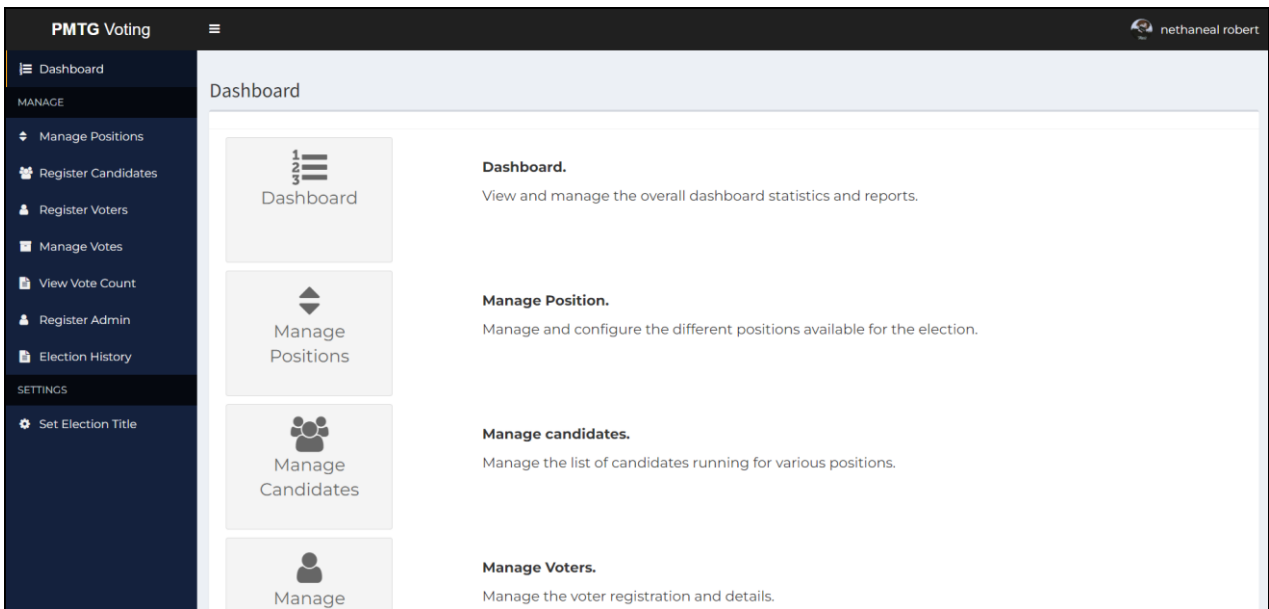 PMTG Voting
nethaneal robert
Dashboard
MANAGE
Manage Positions
Register Candidates
Register Voters
Manage Votes
View Vote Count
Register Admin
Election History
SETTINGS
Set Election Title
Dashboard
1
2
3
Dashboard
Dashboard.
View and manage the overall dashboard statistics and reports.
Manage
Positions
Manage Position.
Manage and configure the different positions available for the election.
Manage
Candidates
Manage candidates.
Manage the list of candidates running for various positions.
Manage
Manage Voters.
Manage the voter registration and details.